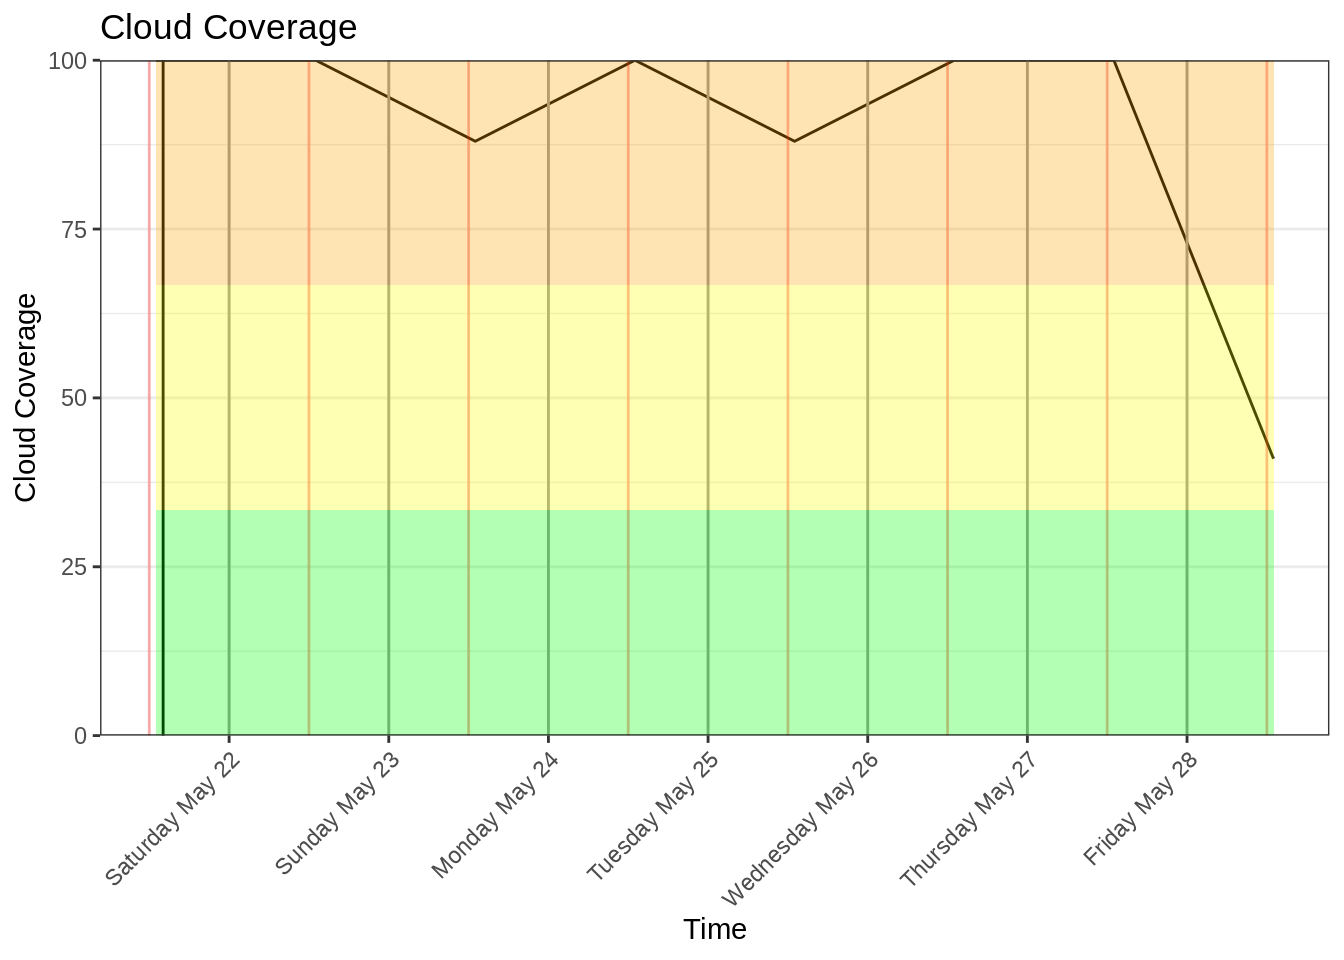 Cloud Coverage
Cloud Coverage
100
75
50
25
0
Saturday May 22
Sunday May 23
Monday May 24
Tuesday May 25
Wednesday May 26
Thursday May 27
Friday May 28
Time